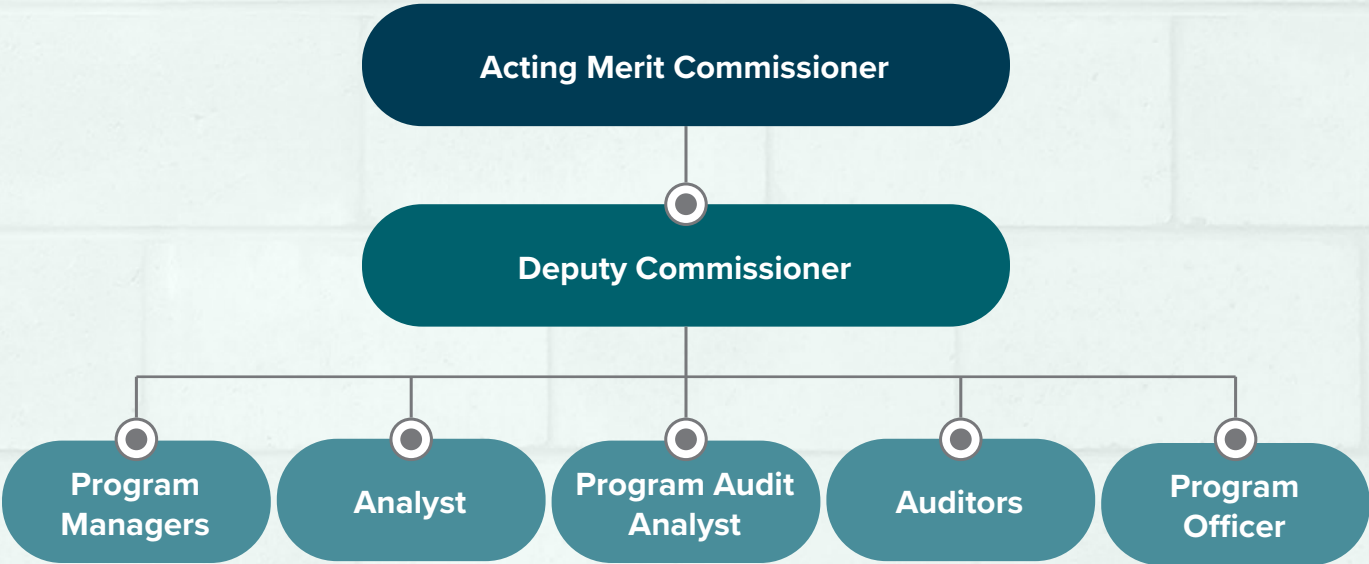 Acting Merit Commissioner
Deputy Commissioner
Program
Managers
Analyst
Program Audit
Analyst
Auditors
Program
Officer